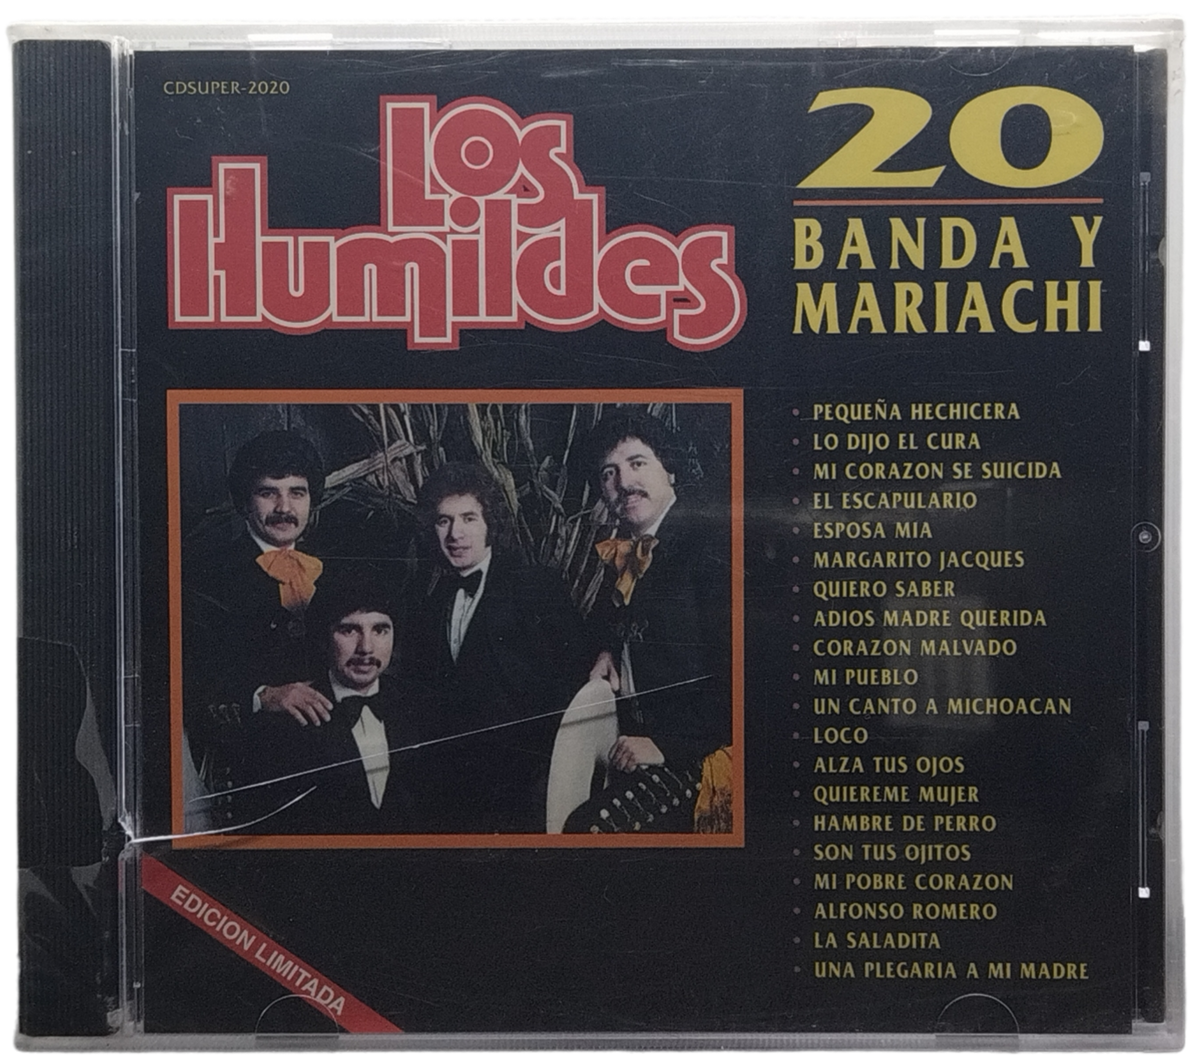 CDSUPER-2020
Los
Humildes
20
BANDA Y
MARIACHI
• PEQUEÑA HECHICERA
• LO DIJO EL CURA
• MI CORAZON SE SUICIDA
• EL ESCAPULARIO
• ESPOSA MIA
• MARGARITO JACQUES
• QUIERO SABER
• ADIOS MADRE QUERIDA
• CORAZON MALVADO
• MI PUEBLO
• UN CANTO A MICHOACAN
• LOCO
• ALZA TUS OJOS
• QUIEREME MUJER
• HAMBRE DE PERRO
• SON TUS OJITOS
• MI POBRE CORAZON
• ALFONSO ROMERO
• LA SALADITA
• UNA PLEGARIA A MI MADRE
EDICION LIMITADA